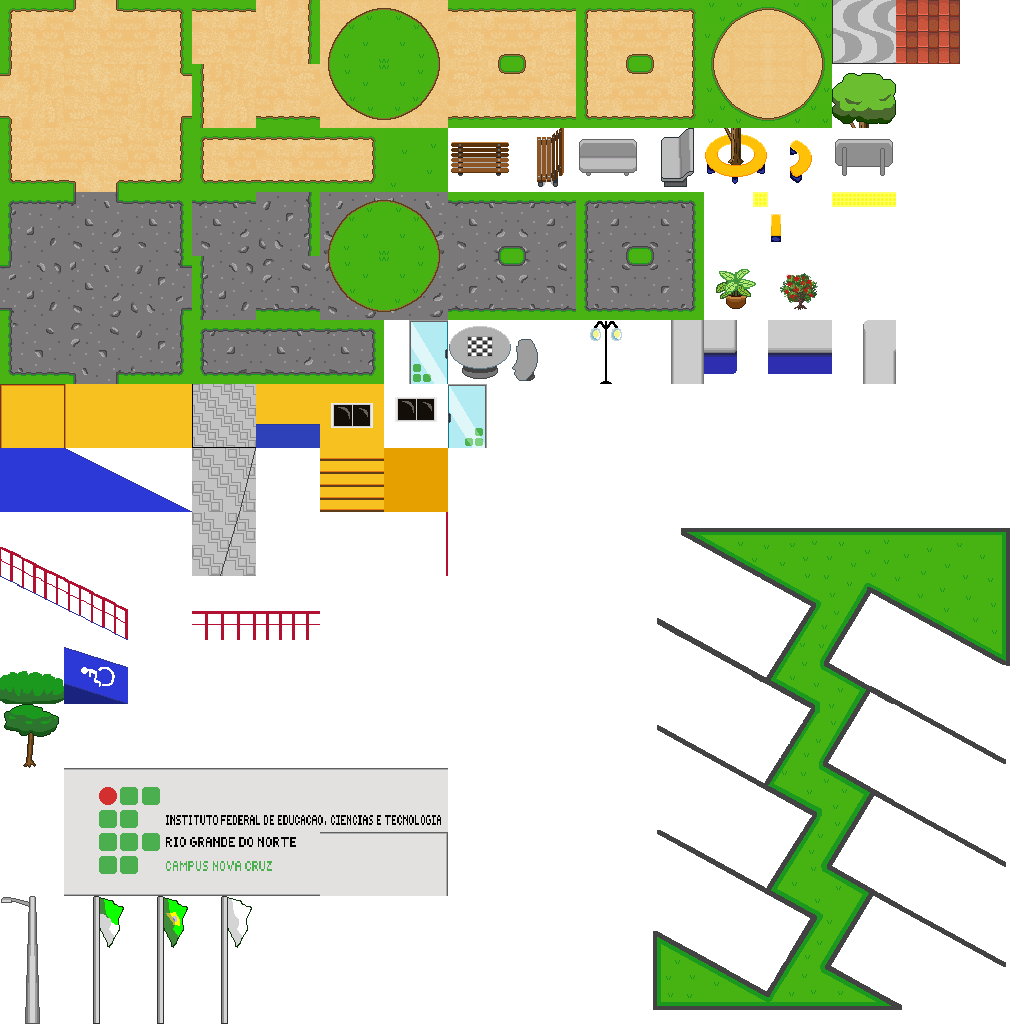 INSTITUTO FEDERAL DE EDUCACAO, CIENCIAS E TECNOLOGIA
RIO GRANDE DO NORTE
CAMPUS NOVA CRUZ